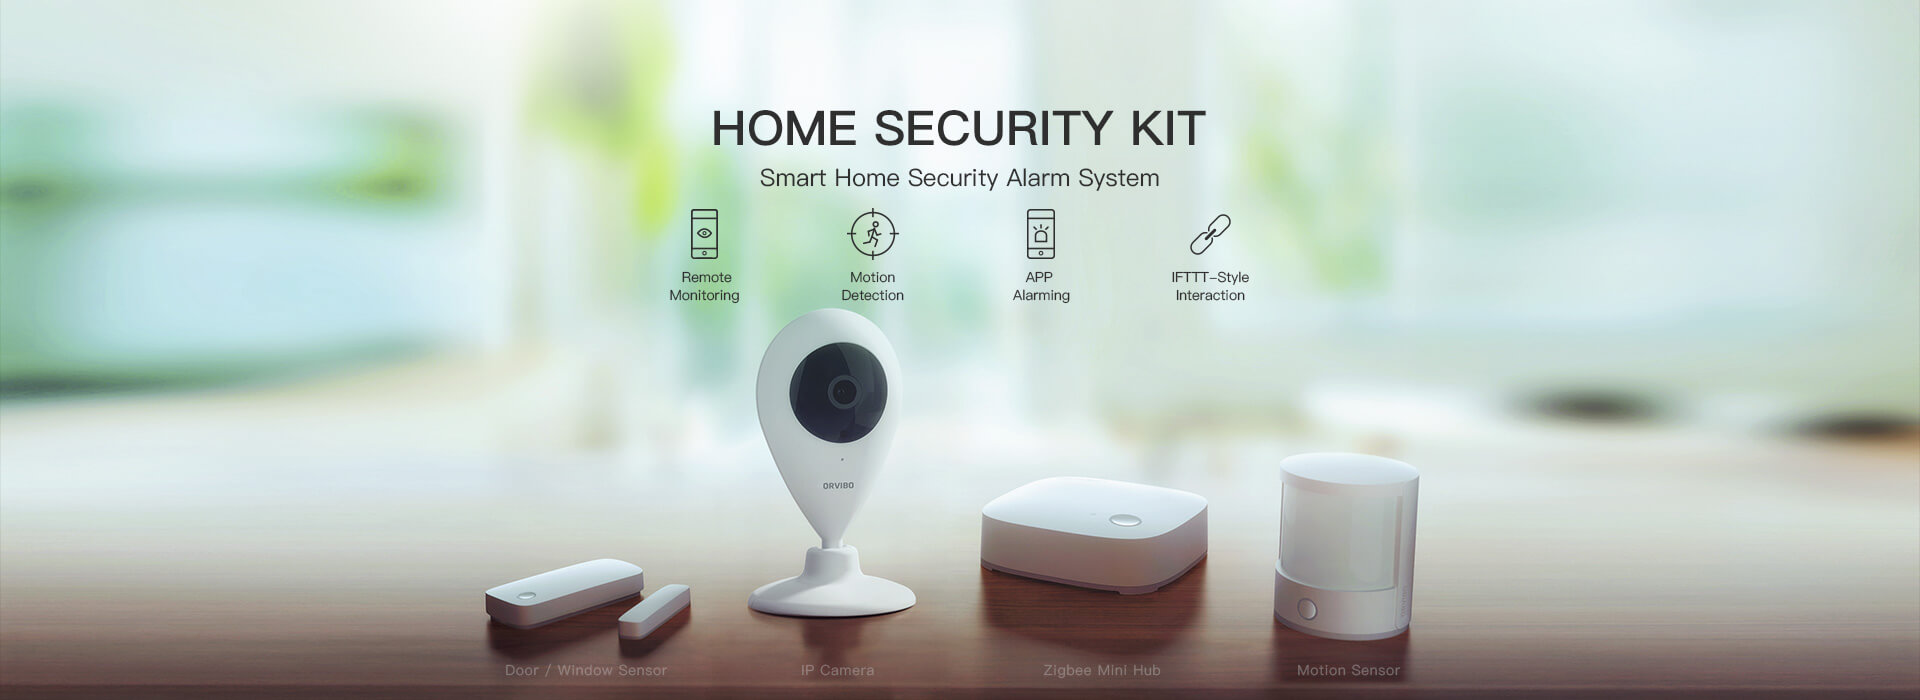 HOME SECURITY KIT
Smart Home Security Alarm System
Remote
Monitoring
Motion
Detection
APP
Alarming
IFTTT-Style
Interaction
ORVIBO
ORVIBO
Door / Window Sensor
IP Camera
Zigbee Mini Hub
Motion Sensor